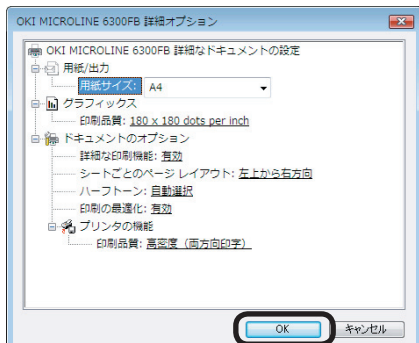 OKI MICROLINE 6300FB 詳細オプション
OKI MICROLINE 6300FB 詳細なドキュメントの設定
用紙/出力
用紙サイズ: A4
グラフィックス
印刷品質: 180 x 180 dots per inch
ドキュメントのオプション
詳細な印刷機能: 有効
シートごとのページ レイアウト: 左上から右方向
ハーフトーン: 自動選択
印刷の最適化: 有効
プリンタの機能
印刷品質: 高密度（両方向印字）
OK キャンセル